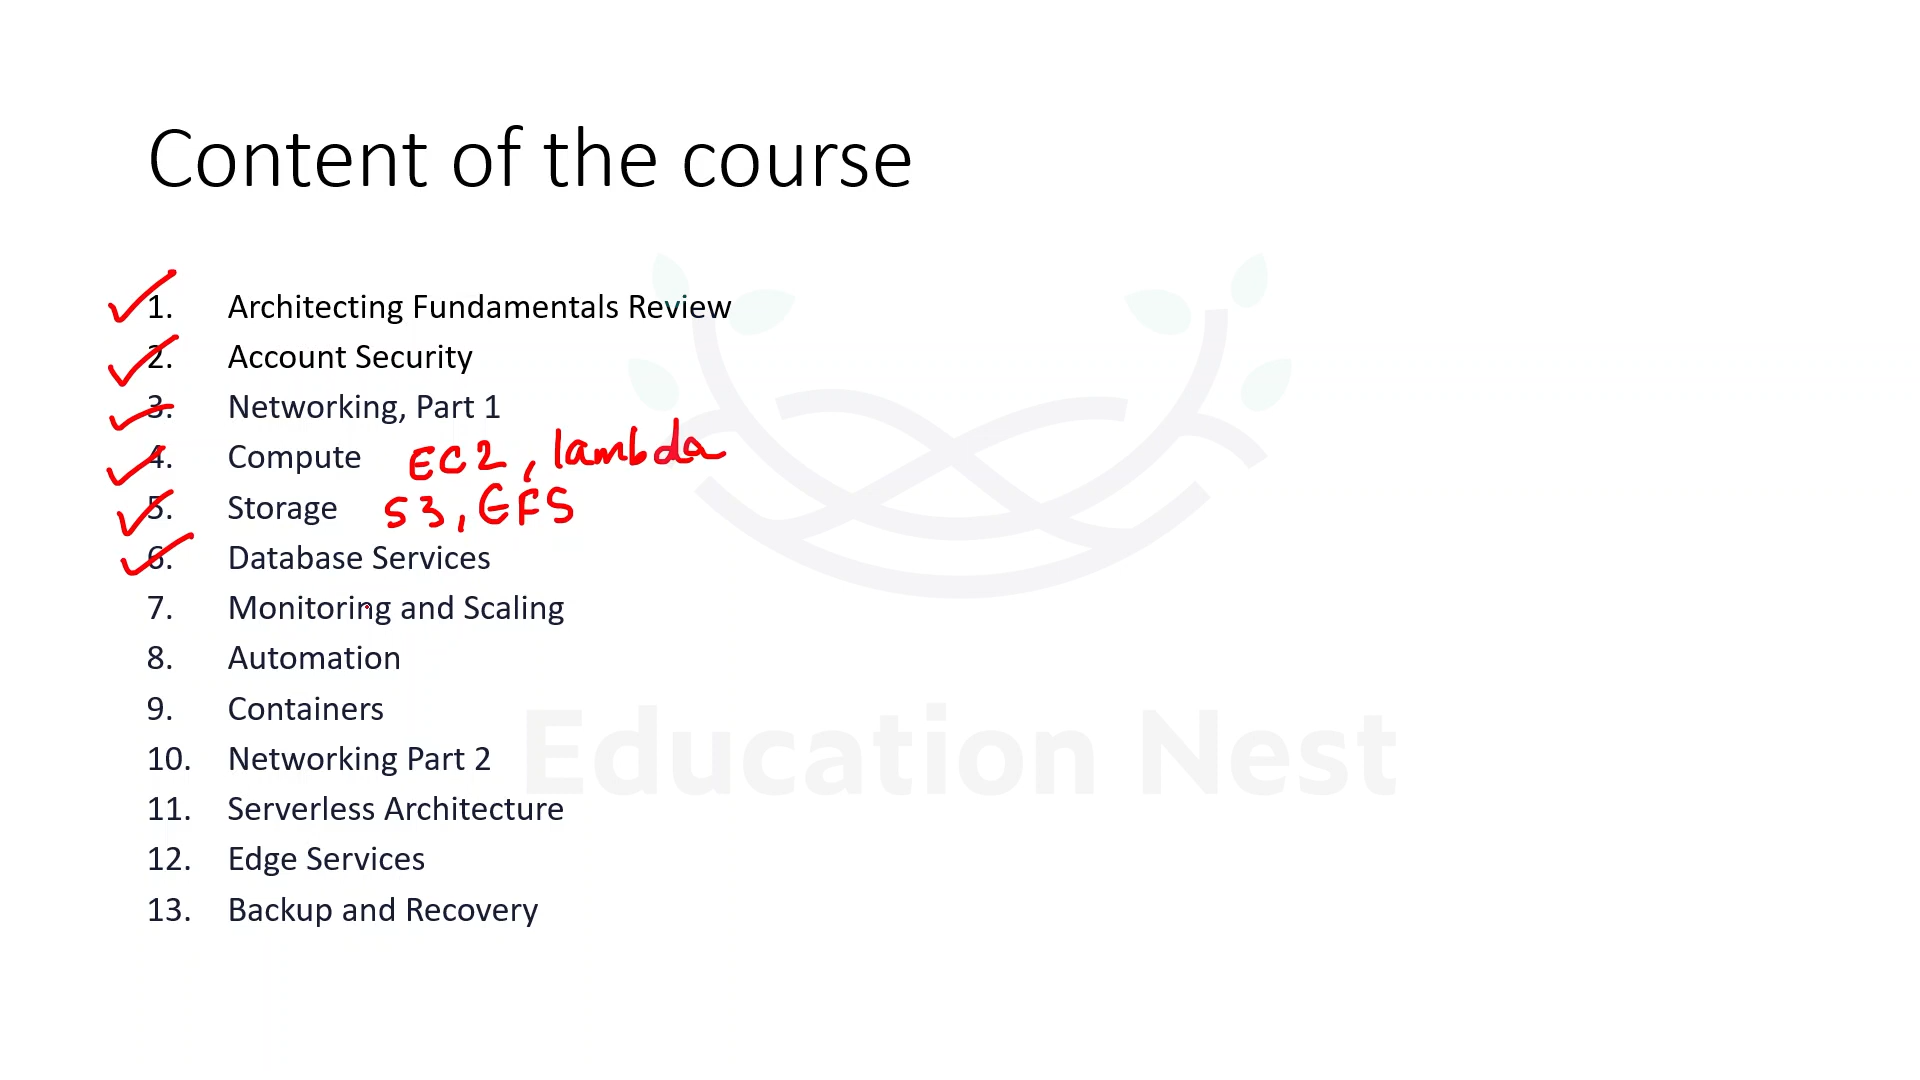 Content of the course
1. Architecting Fundamentals Review
2. Account Security
3. Networking, Part 1
4. Compute EC2, lambda
5. Storage S3, EFS
6. Database Services
7. Monitoring and Scaling
8. Automation
9. Containers
10. Networking Part 2
11. Serverless Architecture
12. Edge Services
13. Backup and Recovery
Education Nest